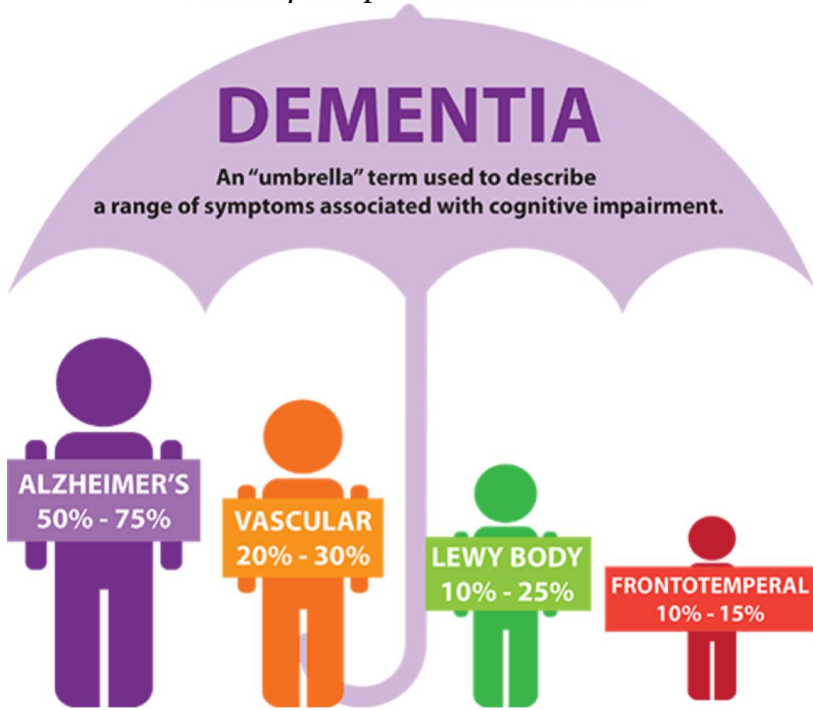 DEMENTIA
An “umbrella” term used to describe
a range of symptoms associated with cognitive impairment.
ALZHEIMER'S
50% - 75%
VASCULAR
20% - 30%
LEWY BODY
10% - 25%
FRONTOTEMPERAL
10% - 15%